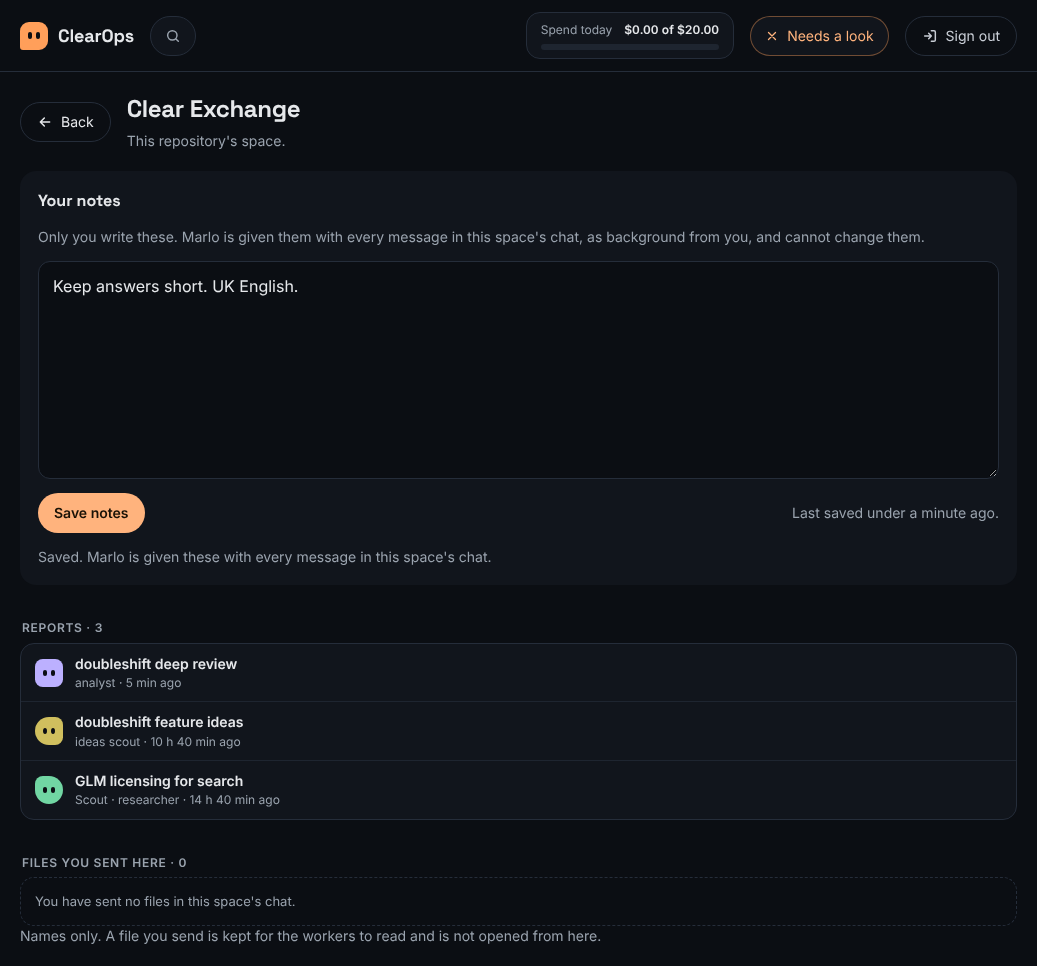 ClearOps
Spend today $0.00 of $20.00
Needs a look
Sign out
Back
Clear Exchange
This repository's space.
Your notes
Only you write these. Marlo is given them with every message in this space's chat, as background from you, and cannot change them.
Keep answers short. UK English.
Save notes
Last saved under a minute ago.
Saved. Marlo is given these with every message in this space's chat.
REPORTS · 3
doubleshift deep review
analyst · 5 min ago
doubleshift feature ideas
ideas scout · 10 h 40 min ago
GLM licensing for search
Scout · researcher · 14 h 40 min ago
FILES YOU SENT HERE · 0
You have sent no files in this space's chat.
Names only. A file you send is kept for the workers to read and is not opened from here.